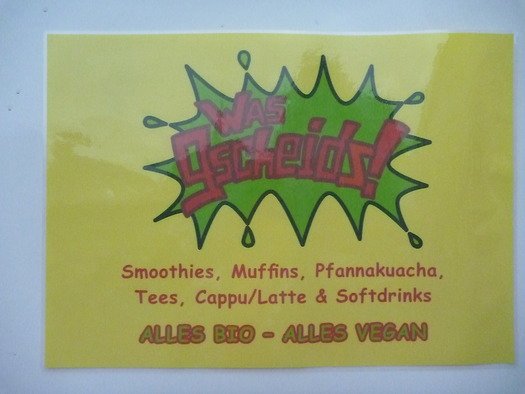 Was
gscheids!
Smoothies, Muffins, Pfannakuacha,
Tees, Cappu/Latte & Softdrinks
ALLES BIO - ALLES VEGAN